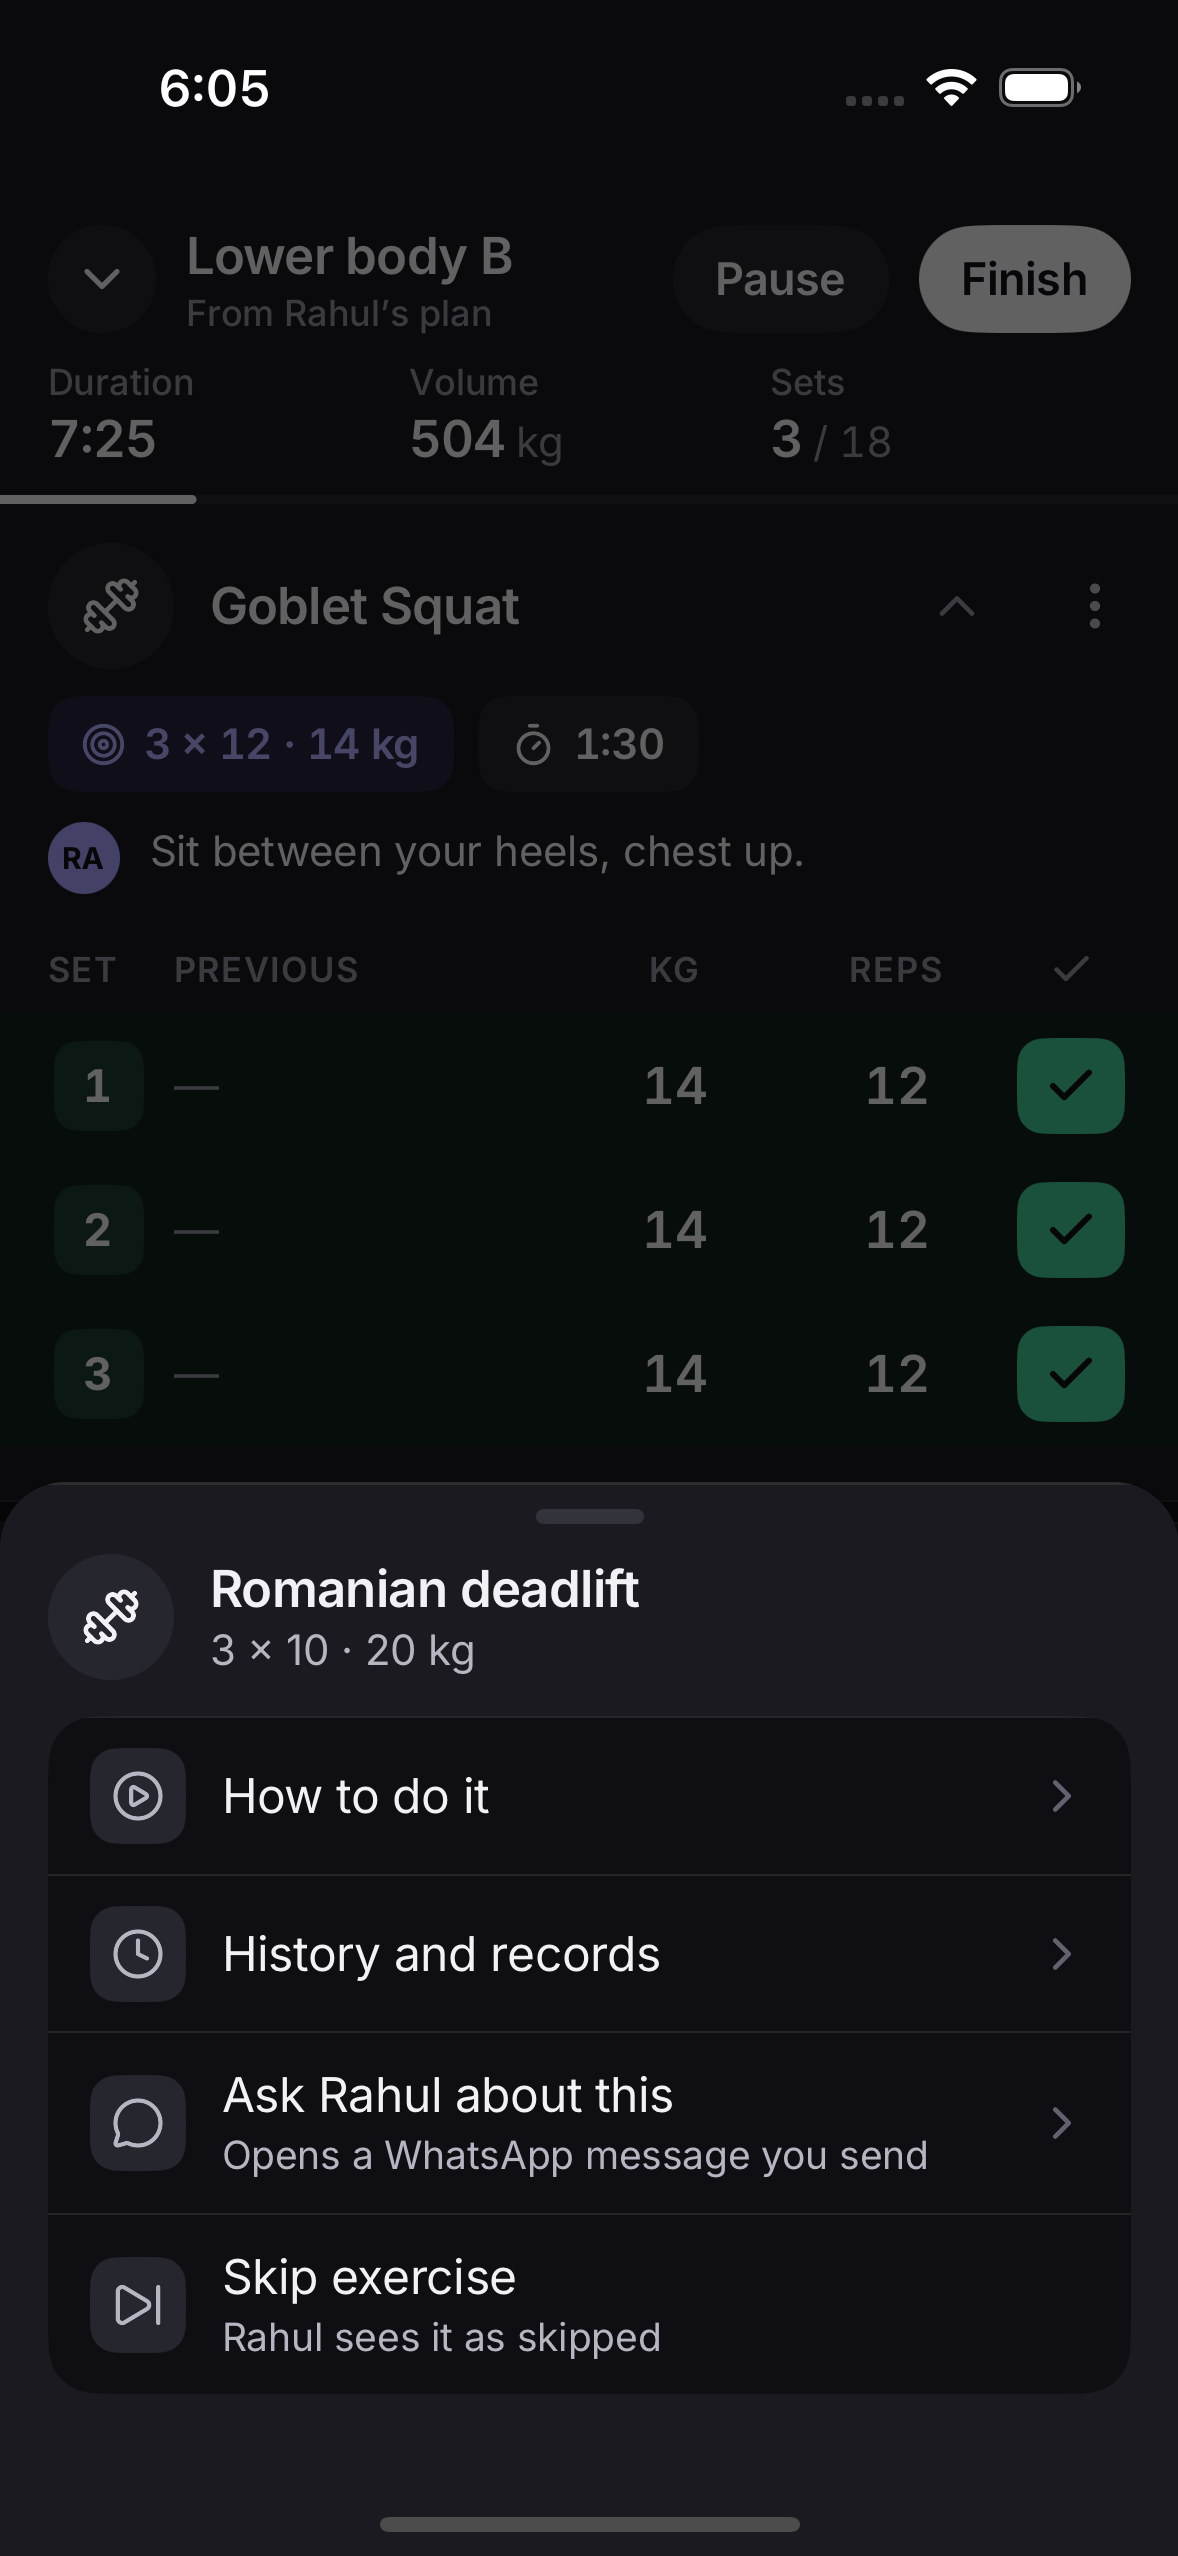 6:05
Lower body B
From Rahul’s plan
Pause
Finish
Duration
Volume
Sets
7:25
504 kg
3 / 18
Goblet Squat
3 × 12 · 14 kg
1:30
RA
Sit between your heels, chest up.
SET PREVIOUS KG REPS
1 — 14 12
2 — 14 12
3 — 14 12
Romanian deadlift
3 × 10 · 20 kg
How to do it
History and records
Ask Rahul about this
Opens a WhatsApp message you send
Skip exercise
Rahul sees it as skipped